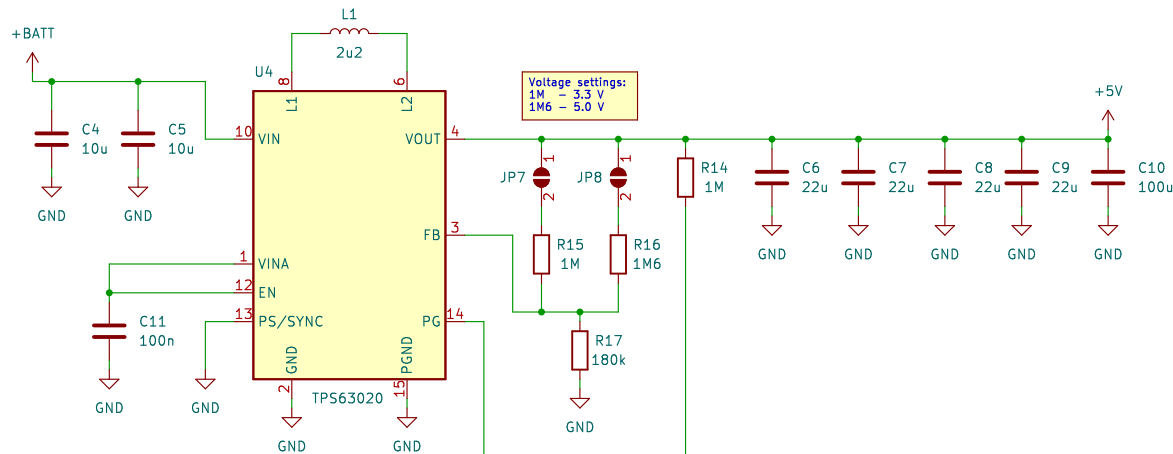 L1
2u2
+BATT
U4
8
6
L1
L2
Voltage settings:
1M  - 3.3 V
1M6 - 5.0 V
+5V
C4
10u
C5
10u
10
VIN
VOUT
4
JP7
1
2
JP8
1
2
R14
1M
C6
22u
C7
22u
C8
22u
C9
22u
C10
100u
GND
GND
FB
3
R15
1M
R16
1M6
GND
GND
GND
GND
GND
1
VINA
12
EN
13
PS/SYNC
PG
14
C11
100n
R17
180k
GND
PGND
2
15
TPS63020
GND
GND
GND
GND
GND